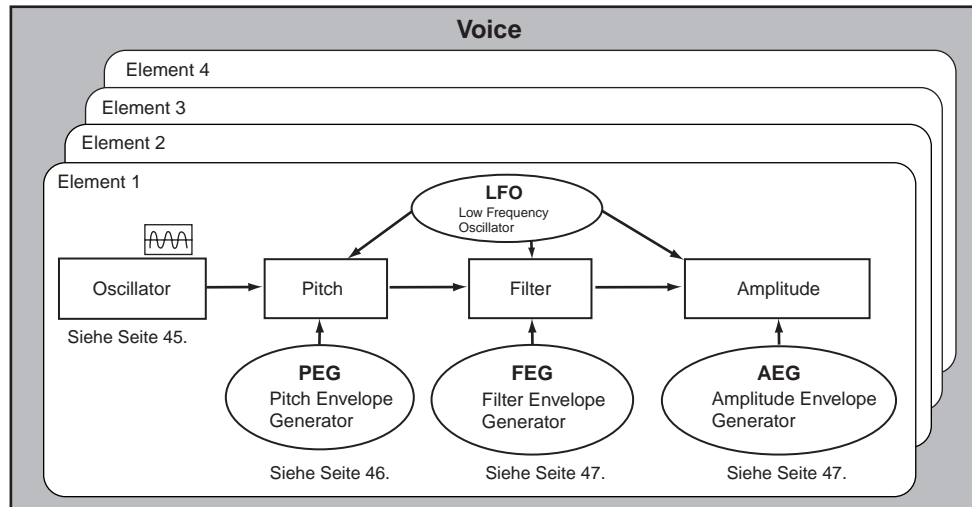 Voice
Element 4
Element 3
Element 2
Element 1
LFO
Low Frequency
Oscillator
Oscillator
Pitch
Filter
Amplitude
Siehe Seite 45.
PEG
Pitch Envelope
Generator
FEG
Filter Envelope
Generator
AEG
Amplitude Envelope
Generator
Siehe Seite 46.
Siehe Seite 47.
Siehe Seite 47.